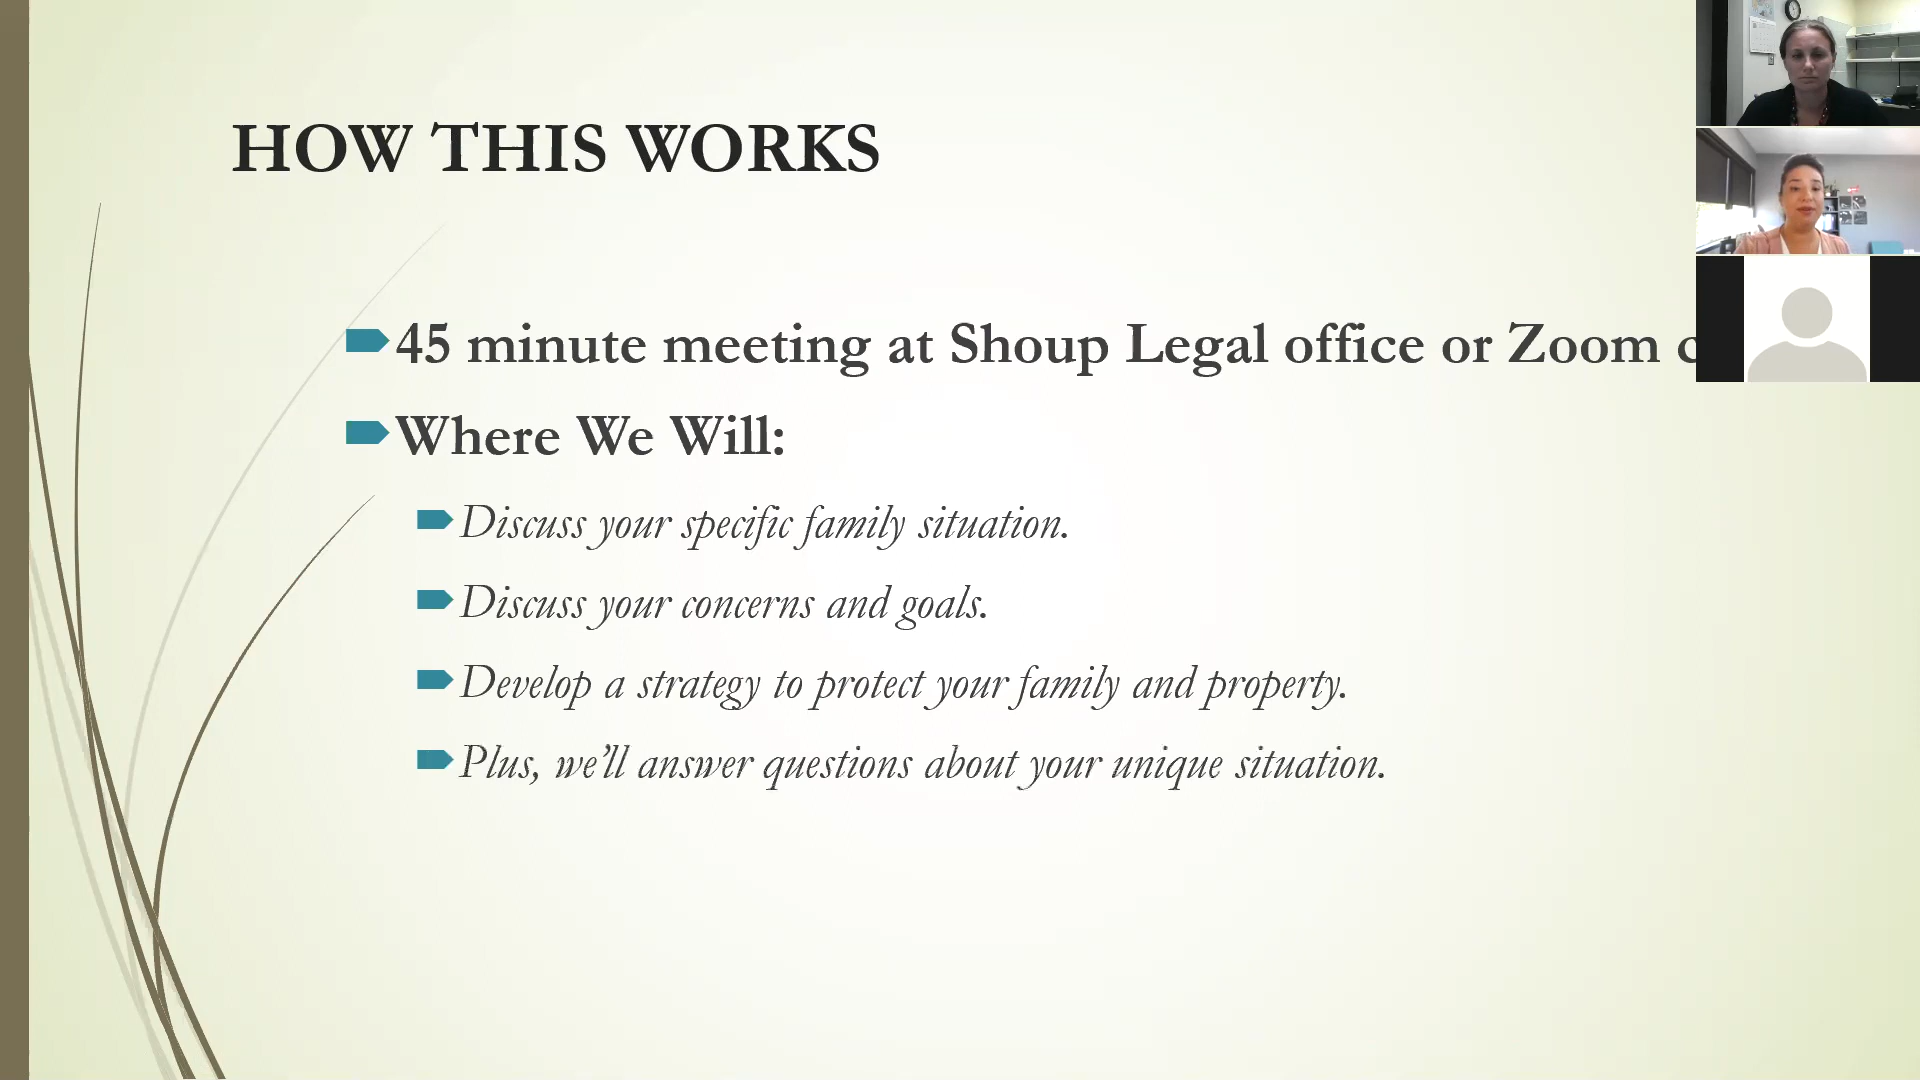 HOW THIS WORKS
45 minute meeting at Shoup Legal office or Zoom
Where We Will:
Discuss your specific family situation.
Discuss your concerns and goals.
Develop a strategy to protect your family and property.
Plus, we’ll answer questions about your unique situation.